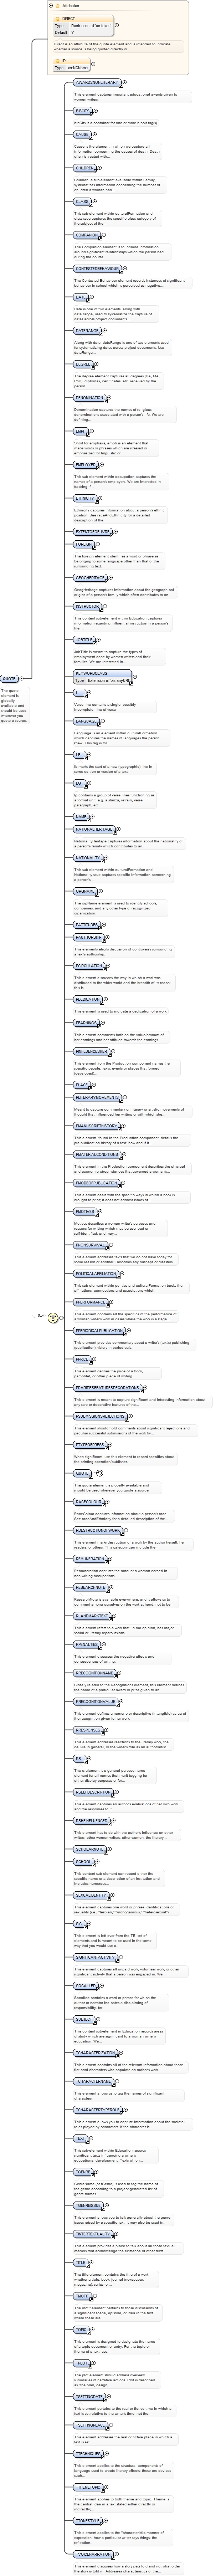 Attributes
DIRECT
Type Restriction of 'xs:token'
Default Y
Direct is an attribute of the quote element and is intended to indicate
whether a source is being quoted directly or...
ID
Type xs:NCName
AWARDSHONLITERARY
This element captures important educational awards given to
women writers.
BIBCITS
bibCits is a container for one or more bibcit tags.
CAUSE
Cause is the element in which we capture all
information concerning the causes of death. Death
often is treated with...
CHILDREN
Children, a sub-element available within Family,
systematizes information concerning the number of
children a woman had...
CLASS
This sub-element within culturalFormation and
classIssue captures the specific class category of
the subject of the...
COMPANION
The Companion element is to include information
around significant relationships which the person had
during the course...
CONTESTEDBEHAVIOUR
The Contested Behaviour element records instances of significant
behaviour or school which is perceived as negative...
DATE
Date is one of two elements, along with
dateRange, used to systematize the capture of
dates across project documents...
DATERANGE
Along with date, dateRange is one of two elements used
for systematizing dates across project documents. Use
dateRange...
DEGREE
The degree element captures all degrees (BA, MA,
PhD), diplomas, certificates, etc. received by the
person.
DENOMINATION
Denomination captures the names of religious
denominations associated with a person's life. We are
defining...
EMPH
Short for emphasis, emph is an element that
marks words or phrases which are stressed or
emphasized for linguistic or...
EMPLOYER
This sub-element within occupation captures the
names of a person's employers. We are interested in
tracking if...
ETHNICITY
Ethnicity captures information about a person's ethnic
position. See raceAndEthnicity for a detailed
description of the...
EXTENTOFOEUVRE
FOREIGN
The foreign element identifies a word or phrase as
belonging to some language other than that of the
surrounding text.
GEOGHERITAGE
GeogHeritage captures information about the geographical
origins of a person's family which often contributes to an...
INSTRUCTOR
This content sub-element within Education captures
information regarding influential instructors in a person's
life...
JOBTITLE
JobTitle is meant to capture the types of
employment done by women writers and their
families. We are interested in...
KEYWORDCLASS
Type Extension of 'xs:anyURI'
L
Verse line contains a single, possibly
incomplete, line of verse.
LANGUAGE
Language is an element within culturalFormation
which captures the names of languages the person
knew. This tag is for...
LB
lb marks the start of a new (typographic) line in
some edition or version of a text.
LG
lg contains a group of verse lines functioning as
a formal unit, e.g. a stanza, refrain, verse
paragraph, etc.
NAME
NATIONALHERITAGE
NationalHeritage captures information about the nationality of
a person's family which contributes to an...
NATIONALITY
This sub-element within culturalFormation and
NationalityIssue captures specific information concerning
a person's...
ORGNAME
The orgName element is used to identify schools,
companies, and any other type of recognized
organization.
PATTITUDES
PAUTHORSHIP
This elements allows discussion of controversy surrounding
a text's authorship.
PCIRCULATION
This element discusses the way in which a work was
distributed to the wider world and the breadth of its reach
this is...
PDEDICATION
This element is used to indicate a dedication of a work.
PEARNINGS
This element comments both on the value/amount of
her earnings and her attitude towards the earnings.
PINFLUENCESHER
This element from the Production component names the
specific people, texts, events or places that formed
(developed)...
PLACE
PLITERARYMOVEMENTS
Meant to capture commentary on literary or artistic movements of
thought that influenced her writing or with which she...
PMANUSCRIPTHISTORY
This element, found in the Production component, details the
pre-publication history of a text: how and if it...
PMATERIALCONDITIONS
This element in the Production component describes the physical
and economic circumstances that governed a woman's...
PMODEOFPUBLICATION
This element deals with the specific ways in which a book is
brought to print; it does not address issues of...
PMOTIVES
Motives describes a woman writer's purposes and
reasons for writing which may be ascribed or
self-identified, and may...
PNONSURVIVAL
This element addresses texts that we do not have today for
some reason or another (including any mishaps or disaster...
POLITICALAFFILIATION
This sub-element within politics and culturalFormation tracks the
affiliations, organizations and associations which...
PPERFORMANCE
This element comments on the specifics of the performance of
any women writer's work or speech, whether this is a stage...
PPERIODICALPUBLICATION
This element provides commentary about a writer's (texts) publishing
(publication) history in periodicals.
PPRICE
This element defines the price of a book,
pamphlet, or other piece of writing.
PRARITIESFEATURESDECORATIONS
This element is meant to capture significant and interesting information about
any rare or decorative features of the...
PSUBMISSIONSREJECTIONS
This element should hold comments about significant rejections and
peculiar successful submissions of her work by...
PTYPEOFPRESS
When significant, use this element to record specifics about
the printing operation/publisher.
QUOTE
The quote element is globally available and
should be used wherever you quote a source.
RACECOLOUR
RaceColour captures information about a person's race.
See raceAndEthnicity for a detailed description of the...
RDESTRUCTIONOFWORK
This element marks destruction of a work by the author herself, her
readers, or others. This category can include the...
REMUNERATION
Remuneration captures the amount a woman earned in
non-writing occupations.
RESEARCHNOTE
ResearchNote is available everywhere, and it allows us to
comment among ourselves on the work at hand, not to be...
RLANDMARKTEXT
This element refers to a work that, in our opinion, has major
social or literary repercussions.
RPENALTIES
This element discusses the negative effects and
consequences of writing.
RRECOGNITIONNAME
Closely related to the Recognitions element, this element defines
the name of a particular award or prize given to an...
RRECOGNITIONVALUE
This element defines a numeric or descriptive (intangible) value of
the recognition given to her work.
RRESPONSES
This element addresses reactions to the literary work, the
oeuvre in general, or the writer's role as an author/artist...
RS
The rs element is a general purpose name
element for all names that merit tagging for
either display purposes or for...
RSELFDESCRIPTION
This element captures an author's evaluations of her own work
and the response to it.
RSHEINFLUENCED
This element has to do with the author's influence on other
writers, other women writers, other women, the literary...
SCHOLARNOTE
SCHOOL
This content sub-element can record either the
specific name or a description of an institution and
includes numerous...
SEXUALIDENTITY
This element captures one word or phrase identifications of
sexuality (i.e., "lesbian," "monogamous," "heterosexual")...
SIC
This element is left over from the TEI set of
elements and is meant to be used in the same
way that you would use a...
SIGNIFICANTACTIVITY
This element captures all unpaid work, volunteer work, or other
significant activity that a person was engaged in. We...
SOCALLED
Socalled contains a word or phrase for which the
author or narrator indicates a disclaiming of
responsibility, for...
SUBJECT
This content sub-element in Education records areas
of study which are significant to a women writer's
education. We...
TCHARACTERIZATION
This element contains all of the relevant information about those
fictional characters who populate an author's work.
TCHARACTERNAME
This element allows us to tag the names of significant
characters.
TCHARACTERTYPEROLE
This element allows you to capture information about the societal
roles played by characters. If the character is...
TEXT
This sub-element within Education records
significant texts influencing a writer's
educational development. Texts which...
TGENRE
GenreName (or tGenre) is used to tag the name of
the genre according to a project-generated list of
genre names.
TGENREISSUE
This element allows you to talk generally about the genre
issues raised by a specific text. It may also be used in...
TINTERTEXTUALITY
This element provides a place to talk about all those textual
markers that acknowledge the existence of other texts.
TITLE
The title element contains the title of a work,
whether article, book, journal (newspaper,
magazine), series, or...
TMOTIF
The motif element pertains to those discussions of
a significant scene, episode, or idea in the text
where these are...
TOPIC
This element is designed to designate the name
of a topic document or entry. For the topic or
theme of a text, use...
TPLOT
The plot element should address overview
summaries of narrative actions. Plot is described
as "the plan, design,...
TSETTINGDATE
This element pertains to the real or fictive time in which a
text is set relative to the writer's time, not the...
TSETTINGPLACE
This element addresses the real or fictive place in which a
text is set.
TTECHNIQUES
This element applies to the structural components of
language used to create literary effects: these are devices
such...
TTHEMETOPIC
This element applies to both theme and topic. Theme is
the central idea in a text stated either directly or
indirectly...
TTONESTYLE
This element applies to the "characteristic manner of
expression: how a particular writer says things; the
reflection...
TVOICENARRATION
This element discusses how a story gets told and not what order
the story is told in. Addresses characteristics of the...
QUOTE
The quote
element is
globally
available and
should be used
wherever you
quote a source.
1..∞